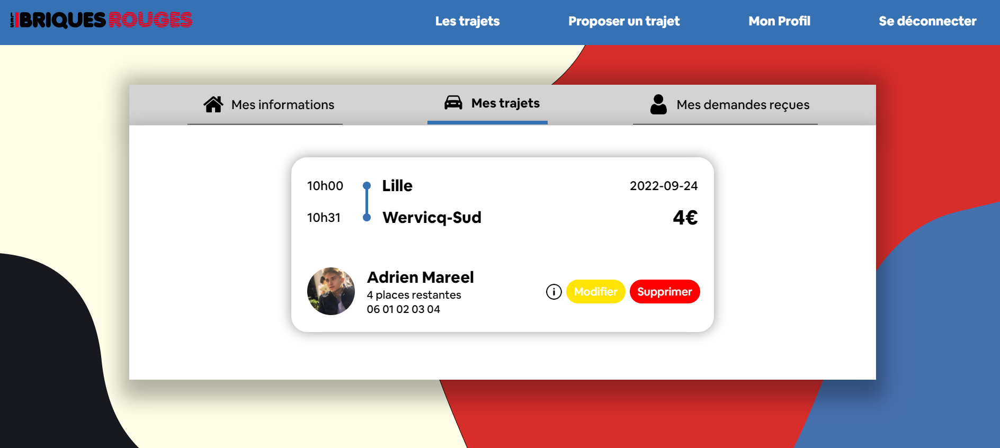 LES BRIQUES ROUGES
Les trajets
Proposer un trajet
Mon Profil
Se déconnecter
Mes informations
Mes trajets
Mes demandes reçues
10h00
Lille
2022-09-24
10h31
Wervicq-Sud
4€
Adrien Mareel
4 places restantes
06 01 02 03 04
Modifier
Supprimer